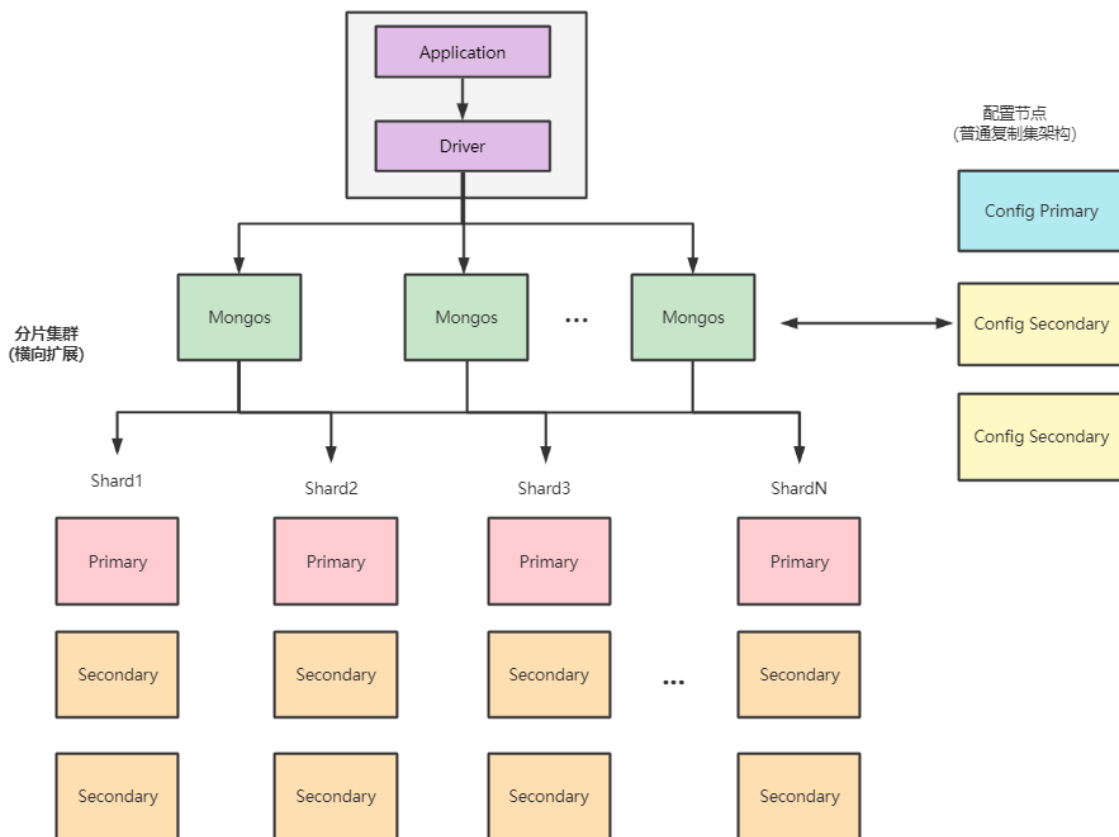 Application
Driver
配置节点
(普通复制集架构)
Config Primary
Mongos
Mongos
...
Mongos
Config Secondary
分片集群
(横向扩展)
Config Secondary
Shard1
Shard2
Shard3
ShardN
Primary
Primary
Primary
Primary
Secondary
Secondary
Secondary
...
Secondary
Secondary
Secondary
Secondary
Secondary